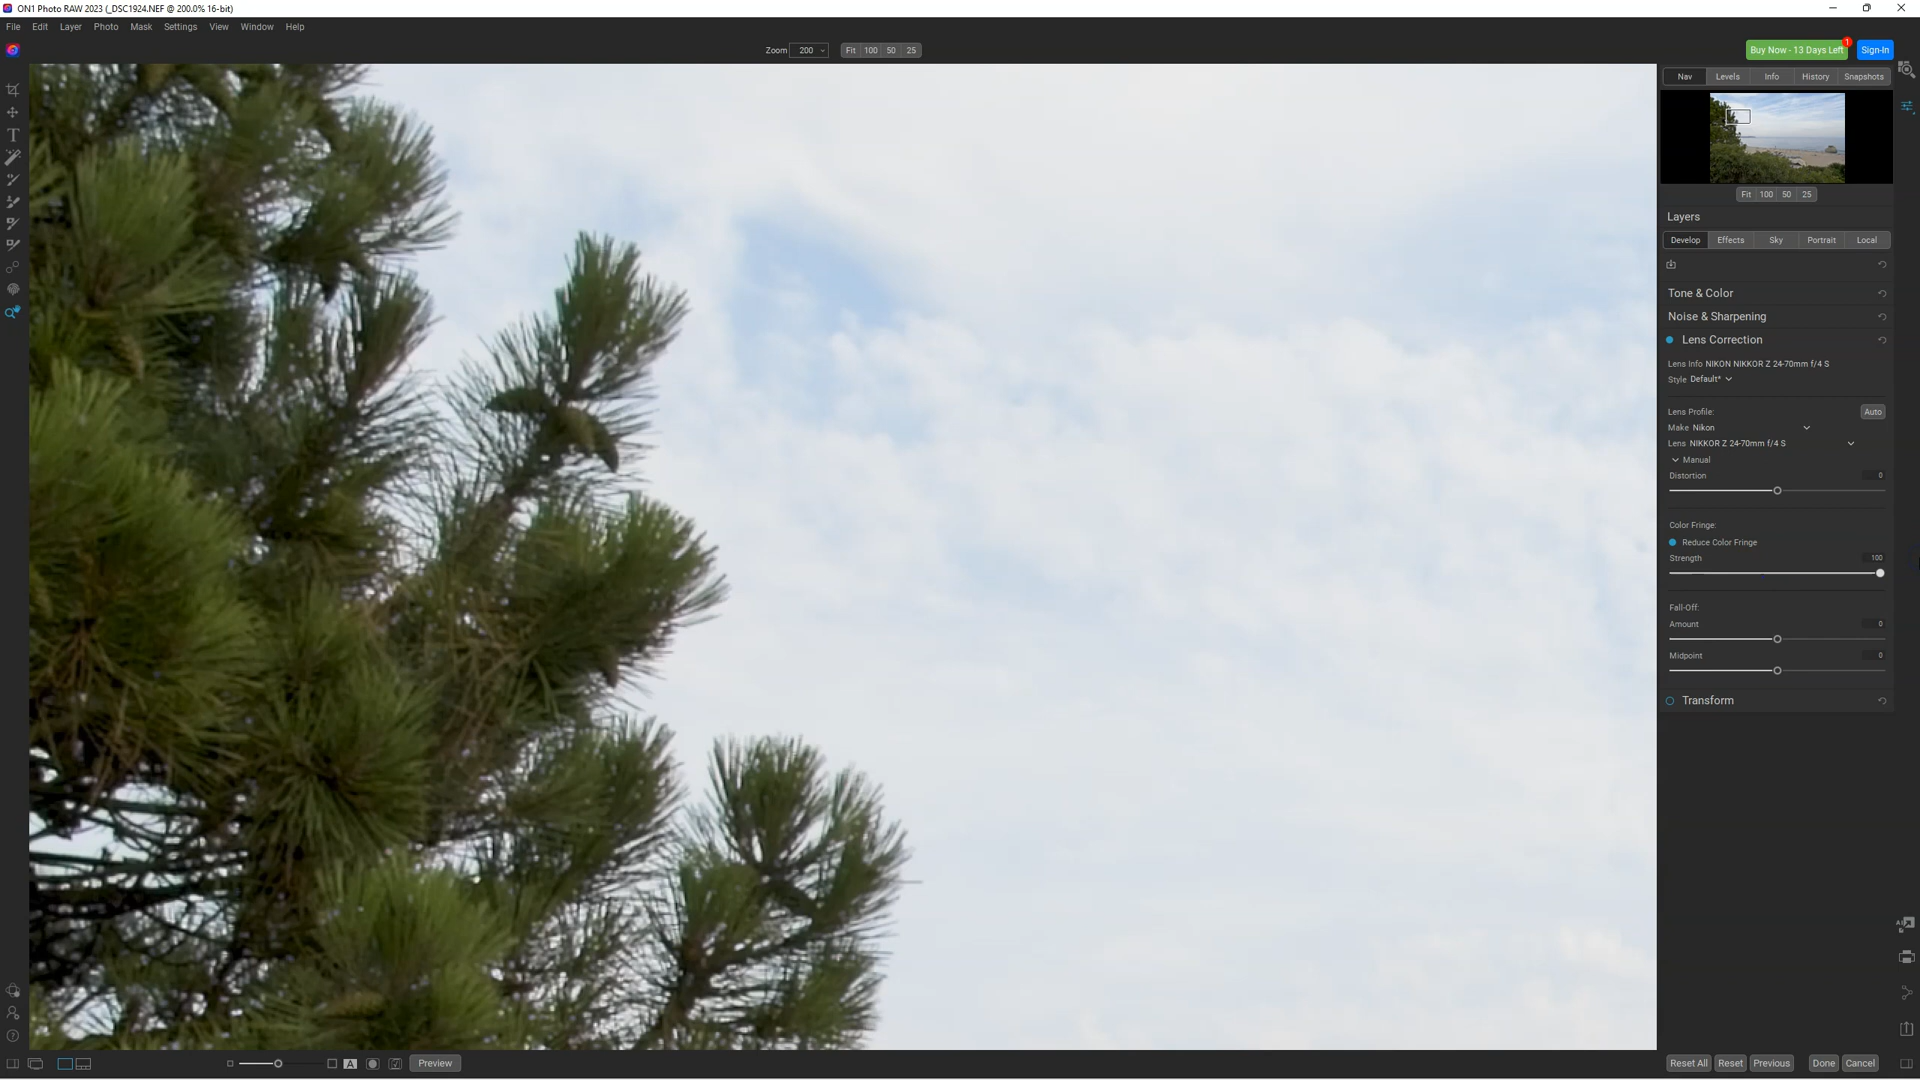 ON1 Photo RAW 2023 (_DSC1924.NEF @ 200.0% 16-bit)
File Edit Layer Photo Mask Settings View Window Help
Zoom 200 Fit 100 50 25 Buy Now - 13 Days Left 1 Sign-In
Nav Levels Info History Snapshots
Fit 100 50 25
Layers
Develop Effects Sky Portrait Local
Tone & Color
Noise & Sharpening
Lens Correction
Lens Info NIKON NIKKOR Z 24-70mm f/4 S
Style Default*
Lens Profile: Auto
Make Nikon
Lens NIKKOR Z 24-70mm f/4 S
Manual
Distortion 0
Color Fringe:
Reduce Color Fringe
Strength 100
Fall-Off:
Amount 0
Midpoint 0
Transform
A Preview Reset All Reset Previous Done Cancel